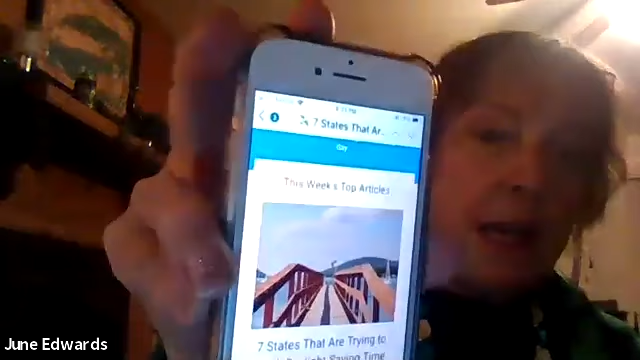 7 States That Ar...
This Week's Top Articles
7 States That Are Trying to
Daylight Saving Time
June Edwards